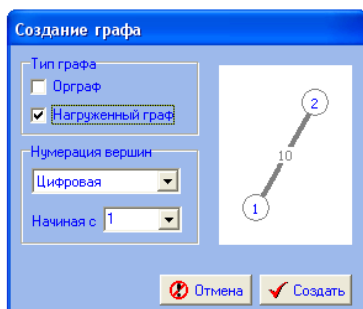 Создание графа
Тип графа
Орграф
Нагруженный граф
Нумерация вершин
Цифровая
Начиная с 1
2
10
1
Отмена Создать